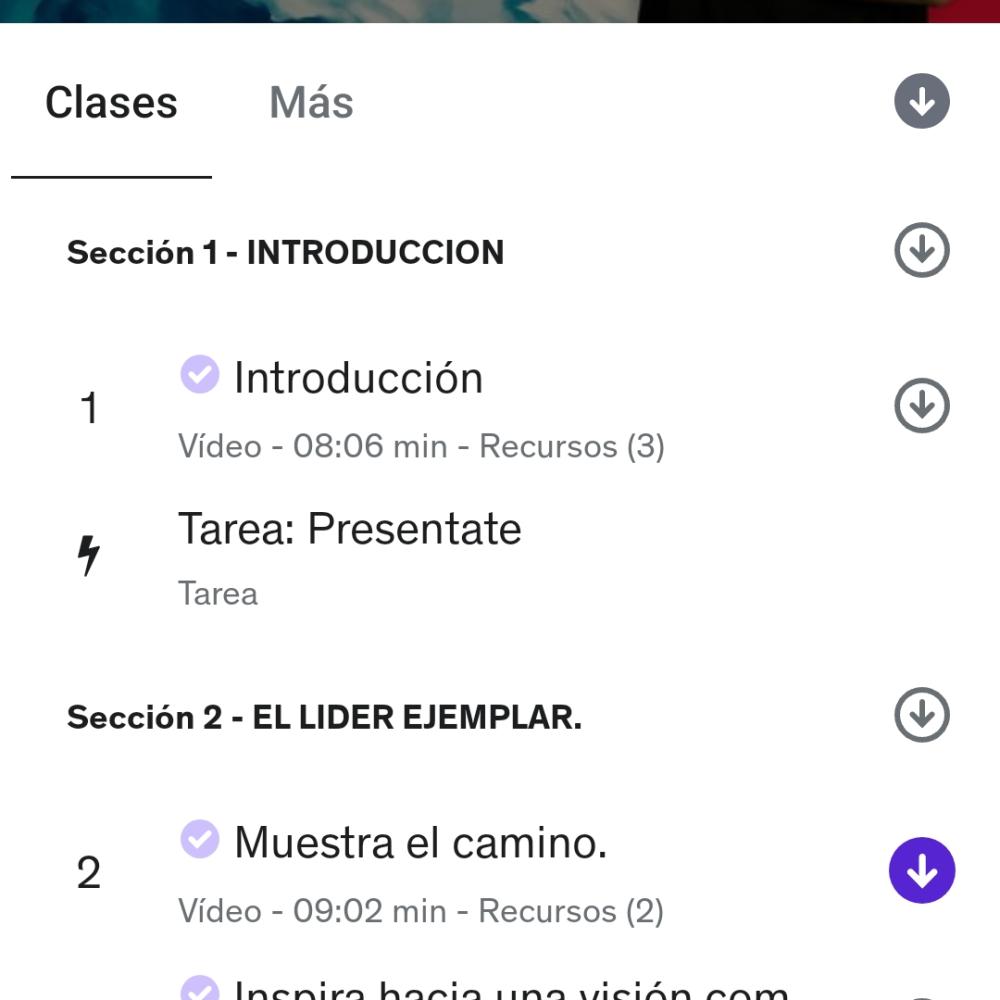 Clases Más
Sección 1 - INTRODUCCION
1
Introducción
Vídeo - 08:06 min - Recursos (3)
Tarea: Presentate
Tarea
Sección 2 - EL LIDER EJEMPLAR.
2
Muestra el camino.
Vídeo - 09:02 min - Recursos (2)
Inspira hacia una visión com